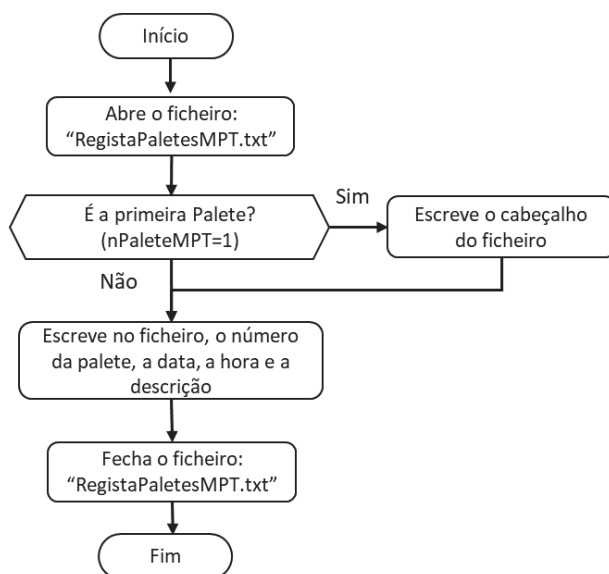 Início
Abre o ficheiro:
“RegistaPaletesMPT.txt”
É a primeira Palete?
(nPaleteMPT=1)
Sim
Escreve o cabeçalho
do ficheiro
Não
Escreve no ficheiro, o número
da palete, a data, a hora e a
descrição
Fecha o ficheiro:
“RegistaPaletesMPT.txt”
Fim